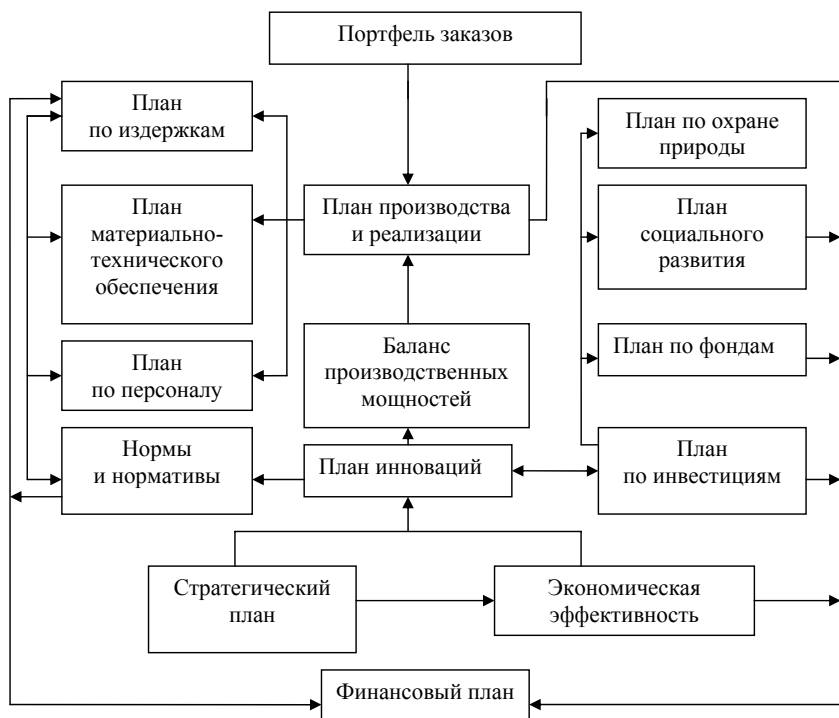 Портфель заказов
План
по издержкам
План по охране
природы
План
материально-
технического
обеспечения
План производства
и реализации
План
социального
развития
План
по персоналу
Баланс
производственных
мощностей
План по фондам
Нормы
и нормативы
План инноваций
План
по инвестициям
Стратегический
план
Экономическая
эффективность
Финансовый план